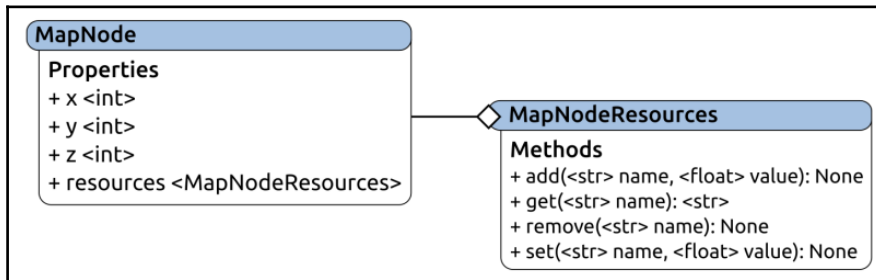 MapNode
Properties
+ x <int>
+ y <int>
+ z <int>
+ resources <MapNodeResources>
MapNodeResources
Methods
+ add(<str> name, <float> value): None
+ get(<str> name): <str>
+ remove(<str> name): None
+ set(<str> name, <float> value): None